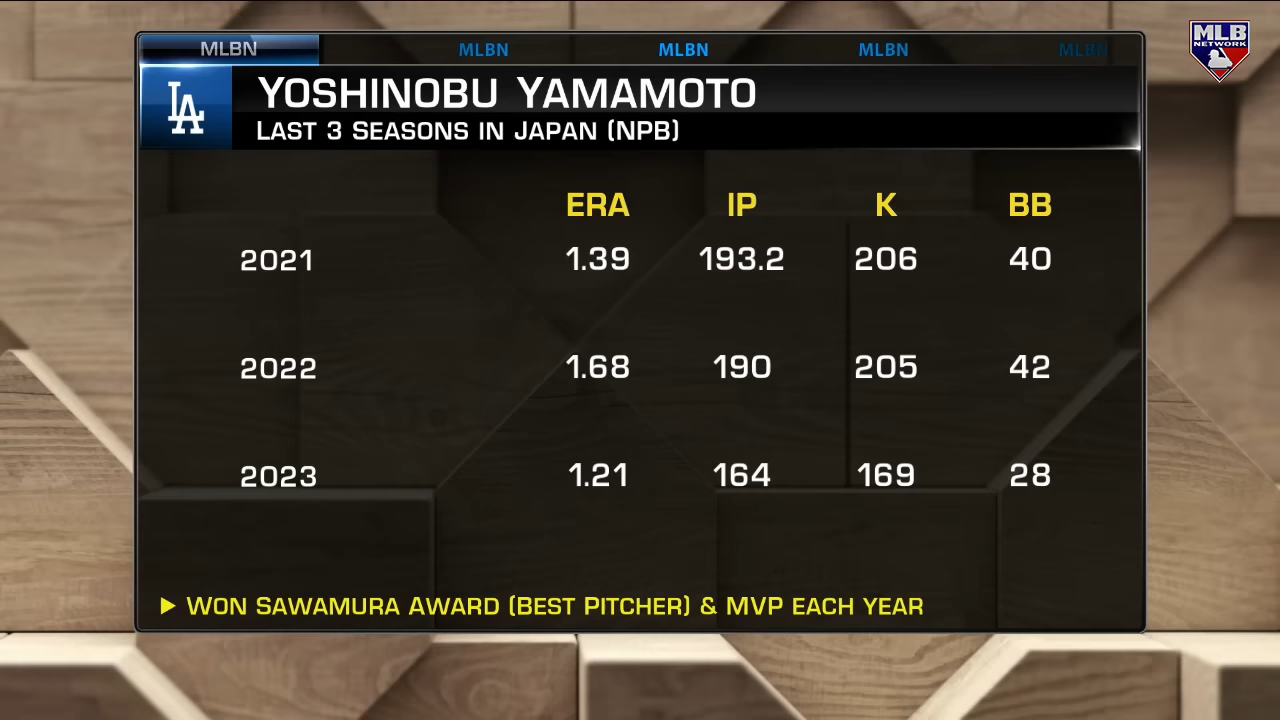 MLBN MLBN MLBN MLBN MLBN
MLB
NETWORK
LA
YOSHINOBU YAMAMOTO
LAST 3 SEASONS IN JAPAN (NPB)
ERA IP K BB
2021 1.39 193.2 206 40
2022 1.68 190 205 42
2023 1.21 164 169 28
WON SAWAMURA AWARD (BEST PITCHER) & MVP EACH YEAR